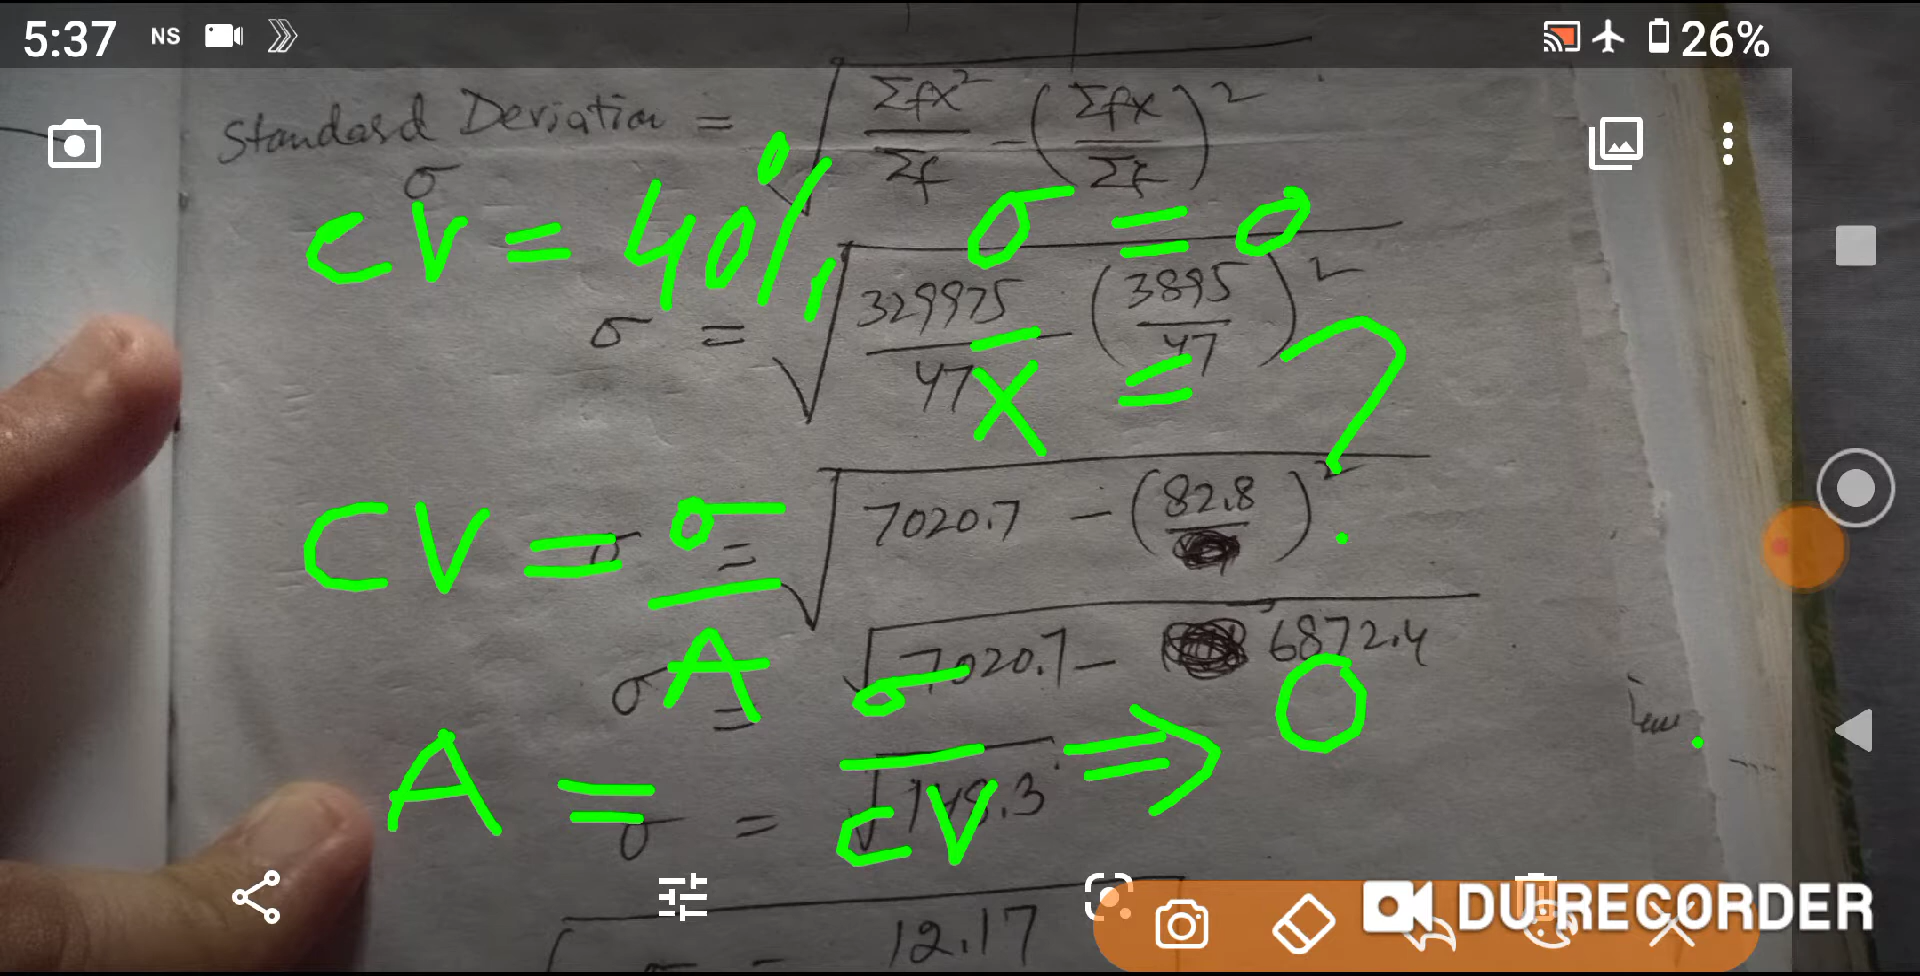 5:37 NS 26%
Standard Deviation = √ Σfx² / Σf - (Σfx / Σf)²
σ
CV = 40% σ = 0
σ = √ 329975 / 47 (3895 / 47)²
x̄ = ?
CV = σ / A
σ = √ 7020.7 - (82.8)²
σ = √ 7020.7 - 6872.4
A = σ / CV ⇒ 0
σ = √ 148.3
σ = 12.17
DU RECORDER